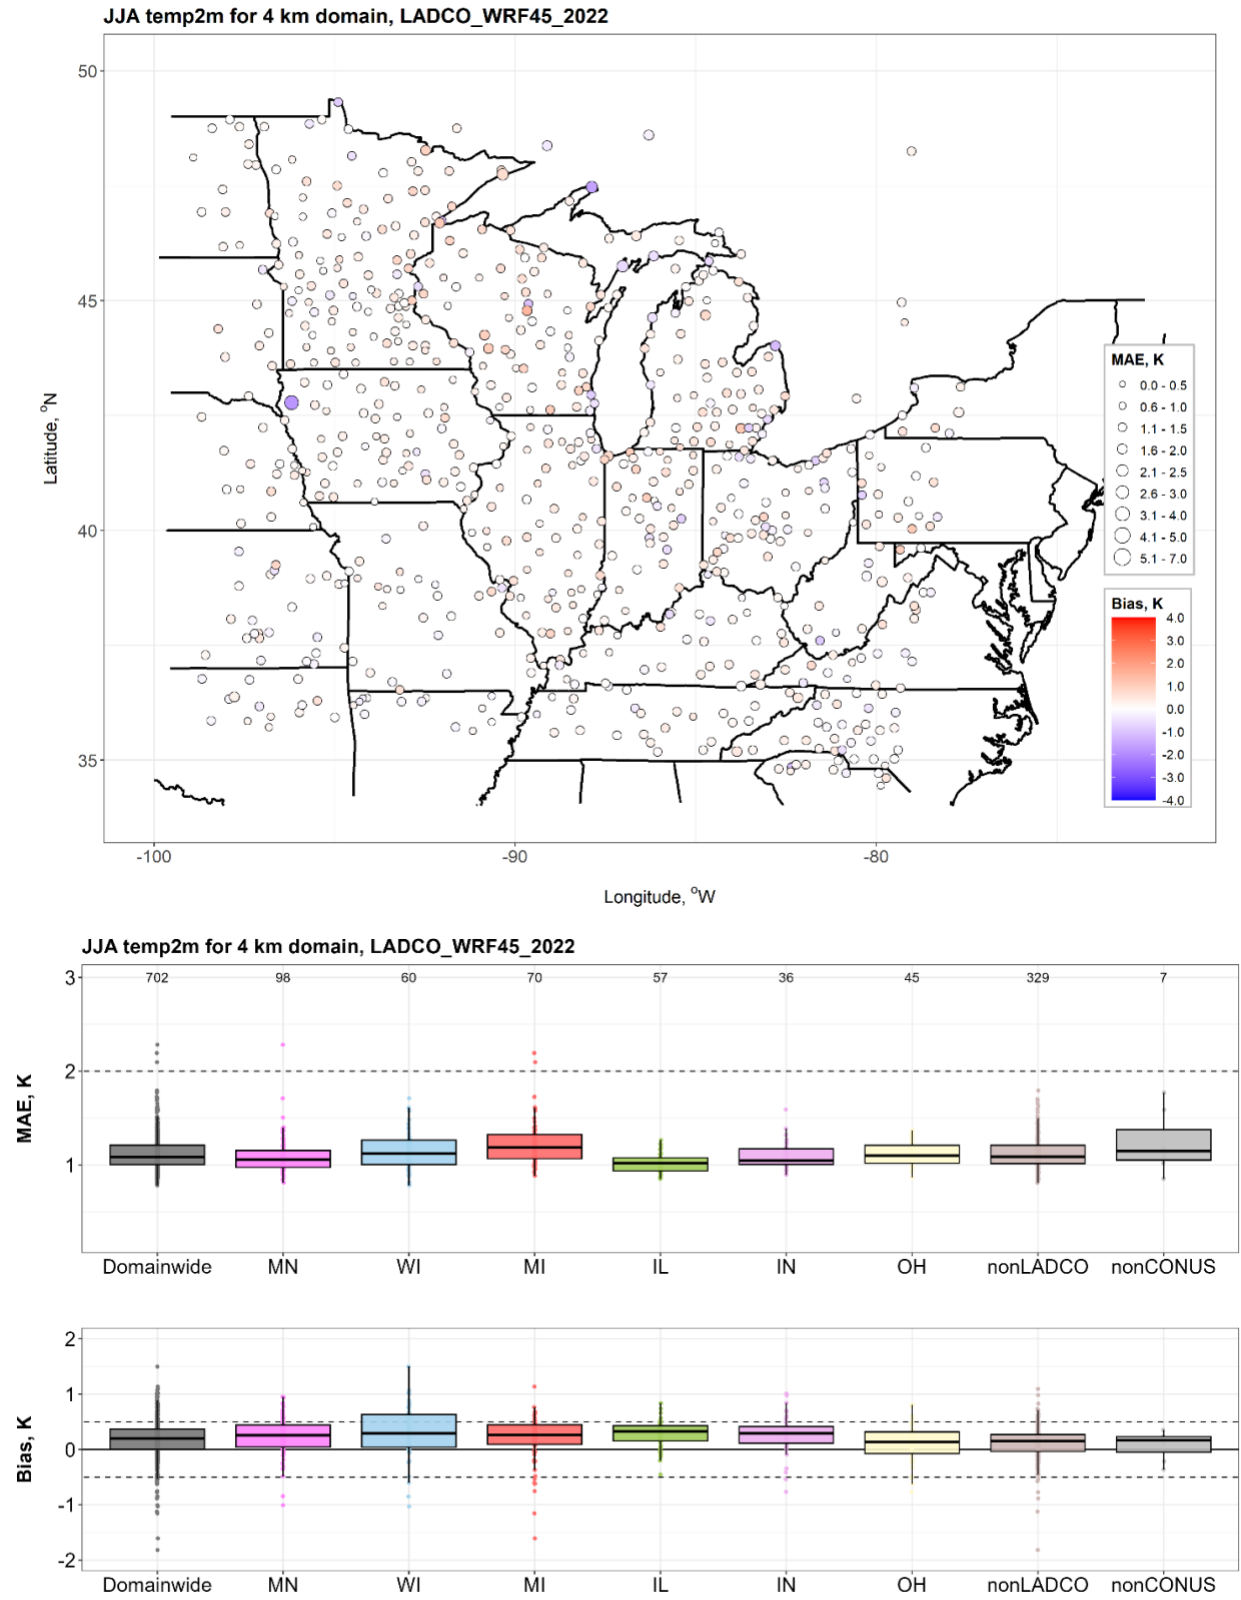 JJA temp2m for 4 km domain, LADCO_WRF45_2022
50
45
40
35
Latitude, °N
-100
-90
-80
Longitude, °W
MAE, K
0.0 - 0.5
0.6 - 1.0
1.1 - 1.5
1.6 - 2.0
2.1 - 2.5
2.6 - 3.0
3.1 - 4.0
4.1 - 5.0
5.1 - 7.0
Bias, K
4.0
3.0
2.0
1.0
0.0
-1.0
-2.0
-3.0
-4.0
JJA temp2m for 4 km domain, LADCO_WRF45_2022
702 98 60 70 57 36 45 329 7
3
2
1
MAE, K
Domainwide MN WI MI IL IN OH nonLADCO nonCONUS
2
1
0
-1
-2
Bias, K
Domainwide MN WI MI IL IN OH nonLADCO nonCONUS